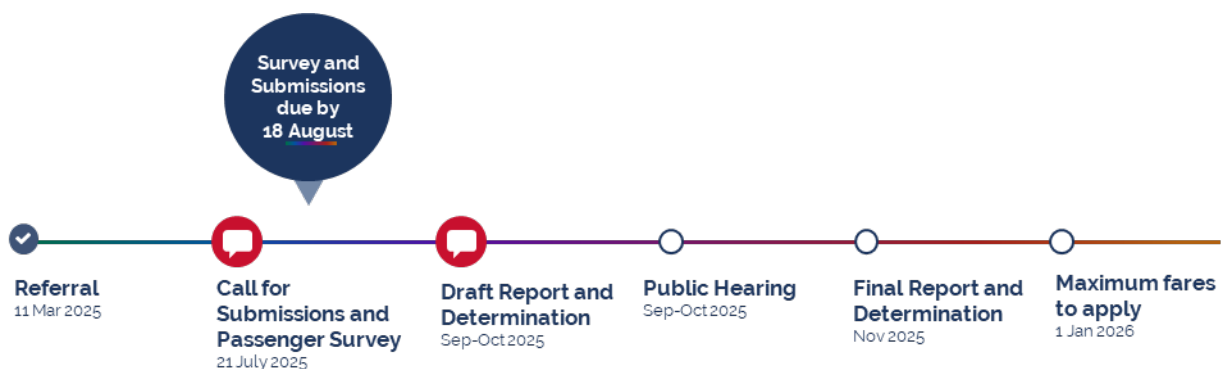 Survey and
Submissions
due by
18 August
Referral
11 Mar 2025
Call for
Submissions and
Passenger Survey
21 July 2025
Draft Report and
Determination
Sep-Oct 2025
Public Hearing
Sep-Oct 2025
Final Report and
Determination
Nov 2025
Maximum fares
to apply
1 Jan 2026